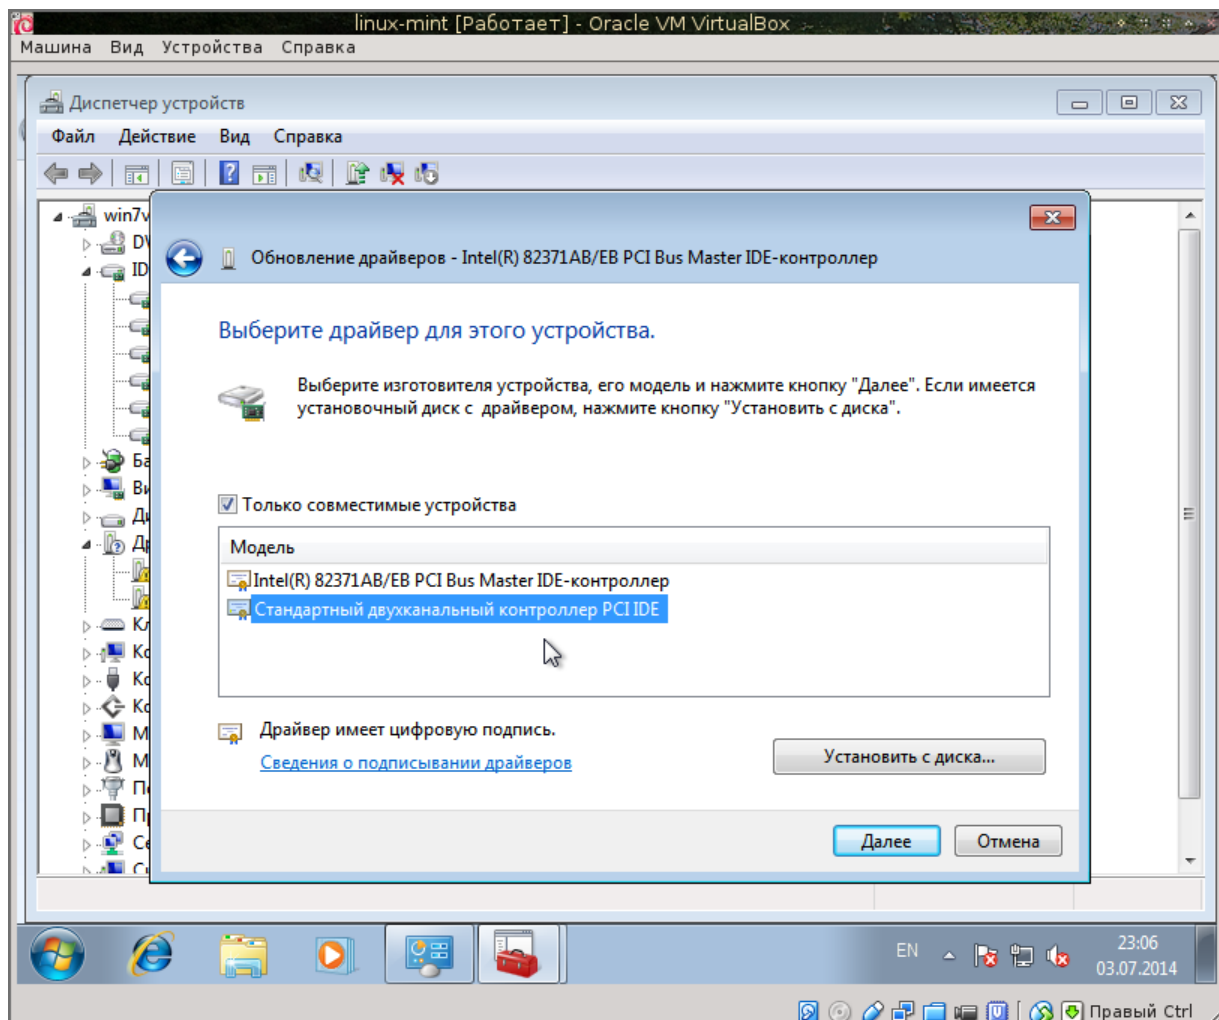 linux-mint [Работает] - Oracle VM VirtualBox
Машина Вид Устройства Справка
Диспетчер устройств
Файл Действие Вид Справка
Обновление драйверов - Intel(R) 82371AB/EB PCI Bus Master IDE-контроллер
Выберите драйвер для этого устройства.
Выберите изготовителя устройства, его модель и нажмите кнопку "Далее". Если имеется
установочный диск с драйвером, нажмите кнопку "Установить с диска".
Только совместимые устройства
Модель
Intel(R) 82371AB/EB PCI Bus Master IDE-контроллер
Стандартный двухканальный контроллер PCI IDE
Драйвер имеет цифровую подпись.
Сведения о подписывании драйверов
Установить с диска...
Далее Отмена
EN
23:06
03.07.2014
Правый Ctrl